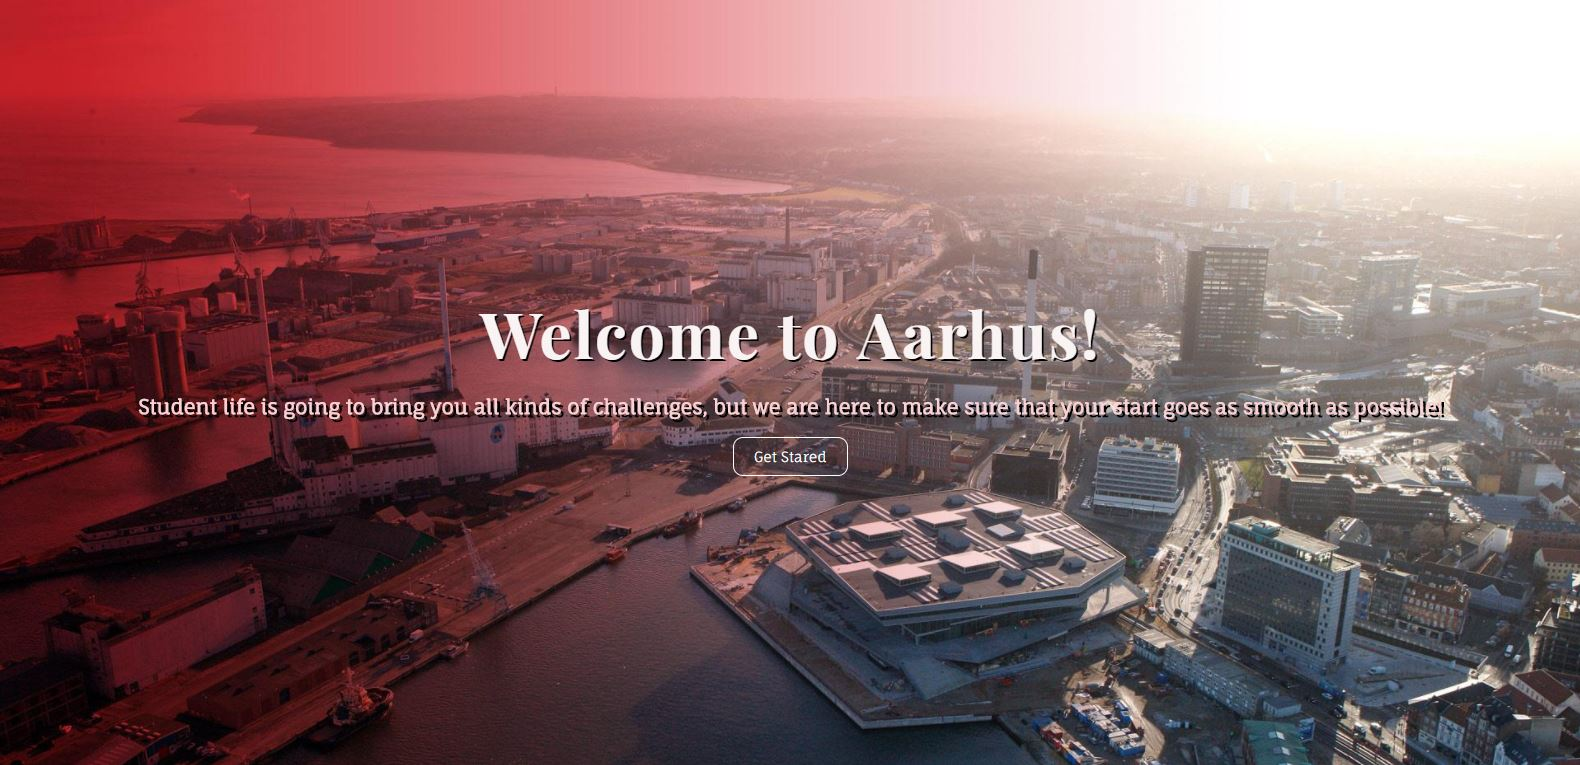 Welcome to Aarhus!
Student life is going to bring you all kinds of challenges, but we are here to make sure that your start goes as smooth as possible!
Get Stared